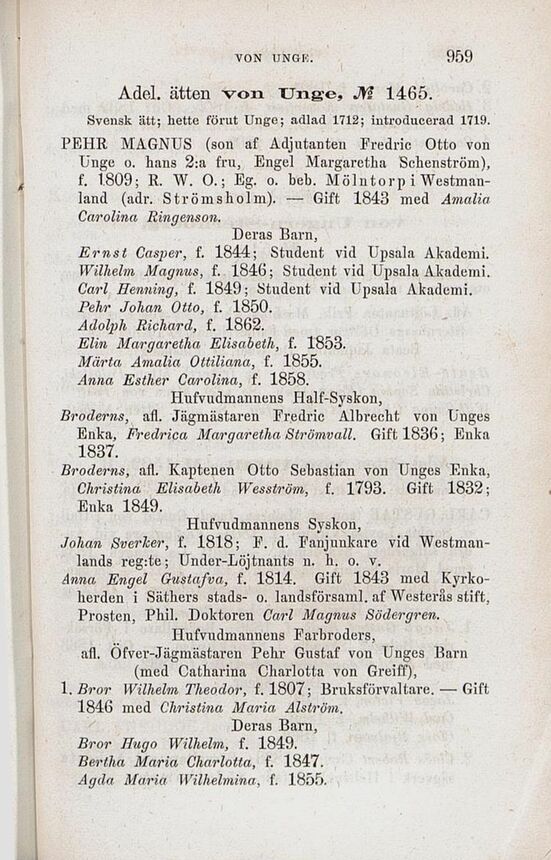 VON UNGE. 959
Adel. ätten von Unge, № 1465.
Svensk ätt; hette förut Unge; adlad 1712; introducerad 1719.
PEHR MAGNUS (son af Adjutanten Fredric Otto von
Unge o. hans 2:a fru, Engel Margaretha Schenström),
f. 1809; R. W. O.; Eg. o. beb. Mölntorp i Westman-
land (adr. Strömsholm). — Gift 1843 med Amalia
Carolina Ringenson.
Deras Barn,
Ernst Casper, f. 1844; Student vid Upsala Akademi.
Wilhelm Magnus, f. 1846; Student vid Upsala Akademi.
Carl Henning, f. 1849; Student vid Upsala Akademi.
Pehr Johan Otto, f. 1850.
Adolph Richard, f. 1862.
Elin Margaretha Elisabeth, f. 1853.
Märta Amalia Ottiliana, f. 1855.
Anna Esther Carolina, f. 1858.
Hufvudmannens Half-Syskon,
Broderns, afl. Jägmästaren Fredric Albrecht von Unges
Enka, Fredrica Margaretha Strömvall. Gift 1836; Enka
1837.
Broderns, afl. Kaptenen Otto Sebastian von Unges Enka,
Christina Elisabeth Wesström, f. 1793. Gift 1832;
Enka 1849.
Hufvudmannens Syskon,
Johan Sverker, f. 1818; F. d. Fanjunkare vid Westman-
lands reg:te; Under-Löjtnants n. h. o. v.
Anna Engel Gustafva, f. 1814. Gift 1843 med Kyrko-
herden i Säthers stads- o. landsförsaml. af Westerås stift,
Prosten, Phil. Doktoren Carl Magnus Södergren.
Hufvudmannens Farbroders,
afl. Öfver-Jägmästaren Pehr Gustaf von Unges Barn
(med Catharina Charlotta von Greiff),
1. Bror Wilhelm Theodor, f. 1807; Bruksförvaltare. — Gift
1846 med Christina Maria Alström.
Deras Barn,
Bror Hugo Wilhelm, f. 1849.
Bertha Maria Charlotta, f. 1847.
Agda Maria Wilhelmina, f. 1855.